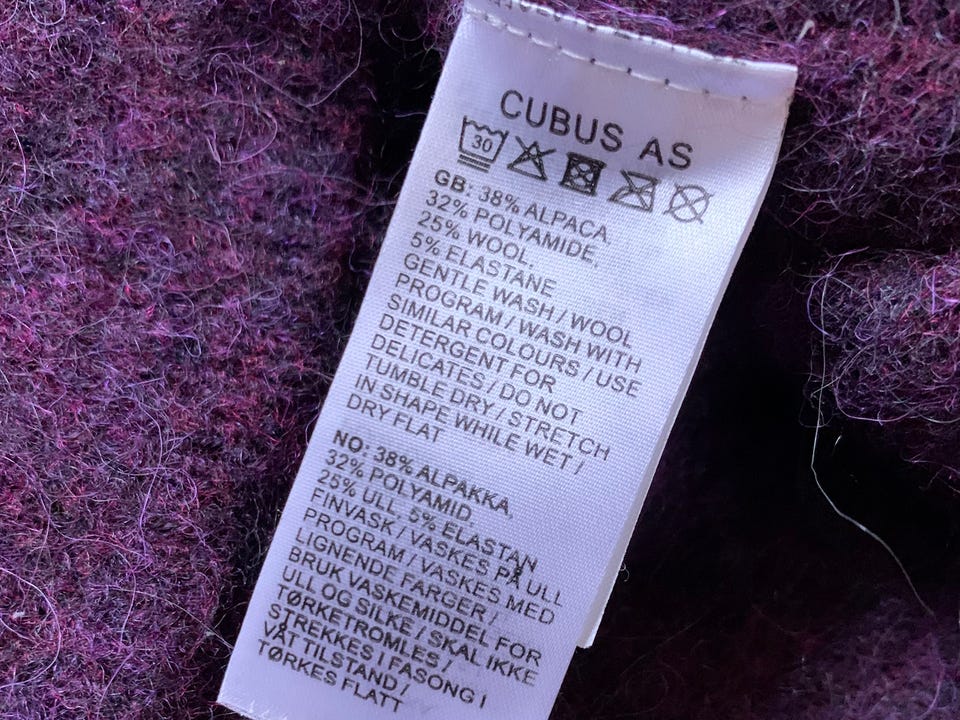 CUBUS AS
30
GB: 38% ALPACA,
32% POLYAMIDE,
25% WOOL,
5% ELASTANE
GENTLE WASH / WOOL
PROGRAM / WASH WITH
SIMILAR COLOURS / USE
DETERGENT FOR
DELICATES / DO NOT
TUMBLE DRY / STRETCH
IN SHAPE WHILE WET /
DRY FLAT
NO: 38% ALPAKKA,
32% POLYAMID,
25% ULL, 5% ELASTAN
FINVASK / VASKES PÅ ULL
PROGRAM / VASKES MED
LIGNENDE FARGER /
BRUK VASKEMIDDEL FOR
ULL OG SILKE / SKAL IKKE
TØRKETROMLES /
STREKKES I FASONG I
VÅT TILSTAND /
TØRKES FLATT